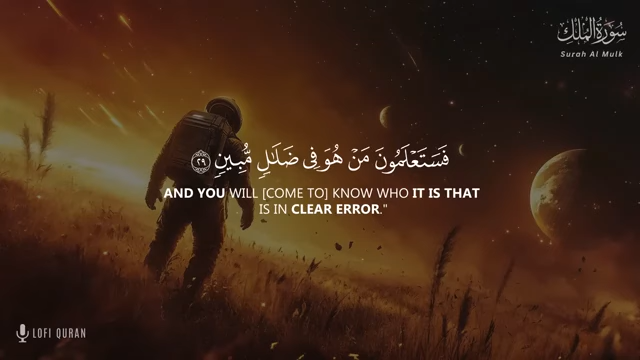 سُورَةُ الْمُلْكِ
Surah Al Mulk
فَسَتَعْلَمُونَ مَنْ هُوَ فِى ضَلَـٰلٍ مُّبِينٍ ٢٩
AND YOU WILL [COME TO] KNOW WHO IT IS THAT
IS IN CLEAR ERROR."
LOFI QURAN